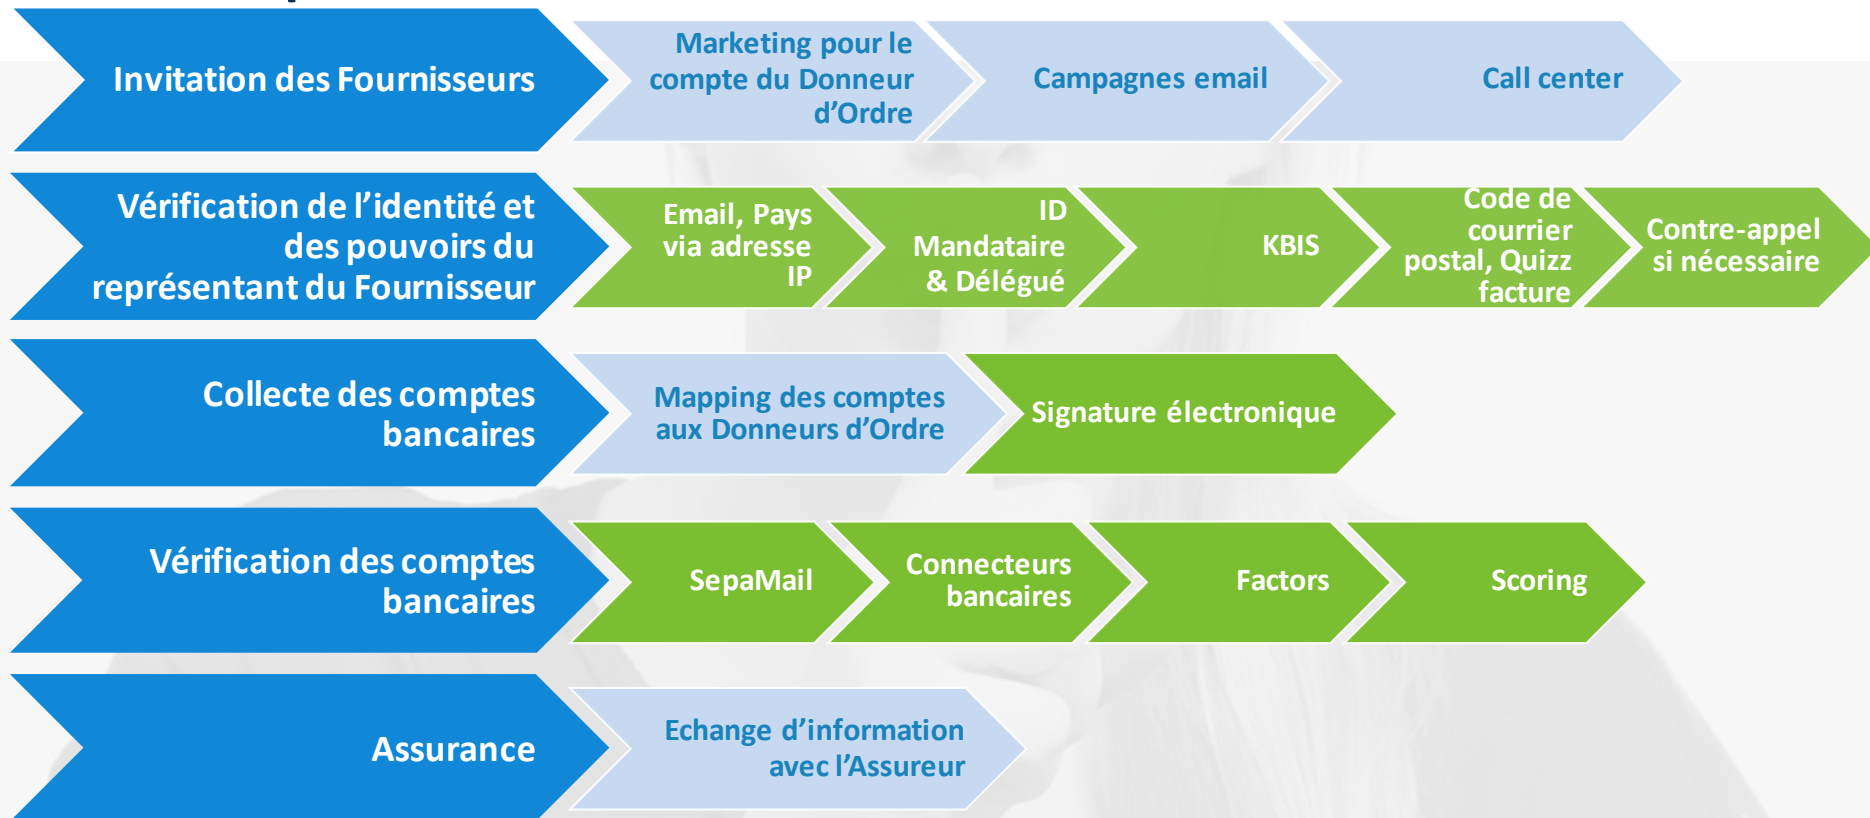 Invitation des Fournisseurs
Marketing pour le
compte du Donneur
d'Ordre
Campagnes email
Call center
Vérification de l'identité et
des pouvoirs du
représentant du Fournisseur
Email, Pays
via adresse
IP
ID
Mandataire
& Délégué
KBIS
Code de
courrier
postal, Quizz
facture
Contre-appel
si nécessaire
Collecte des comptes
bancaires
Mapping des comptes
aux Donneurs d'Ordre
Signature électronique
Vérification des comptes
bancaires
SepaMail
Connecteurs
bancaires
Factors
Scoring
Assurance
Echange d'information
avec l'Assureur